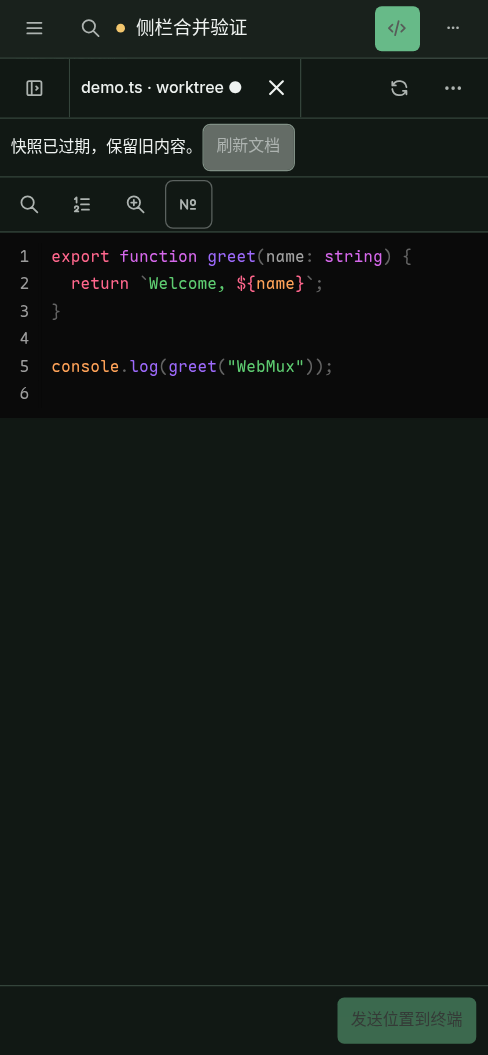 侧栏合并验证
demo.ts · worktree
快照已过期，保留旧内容。 刷新文档
1 export function greet(name: string) {
2   return `Welcome, ${name}`;
3 }
4
5 console.log(greet("WebMux"));
6
发送位置到终端